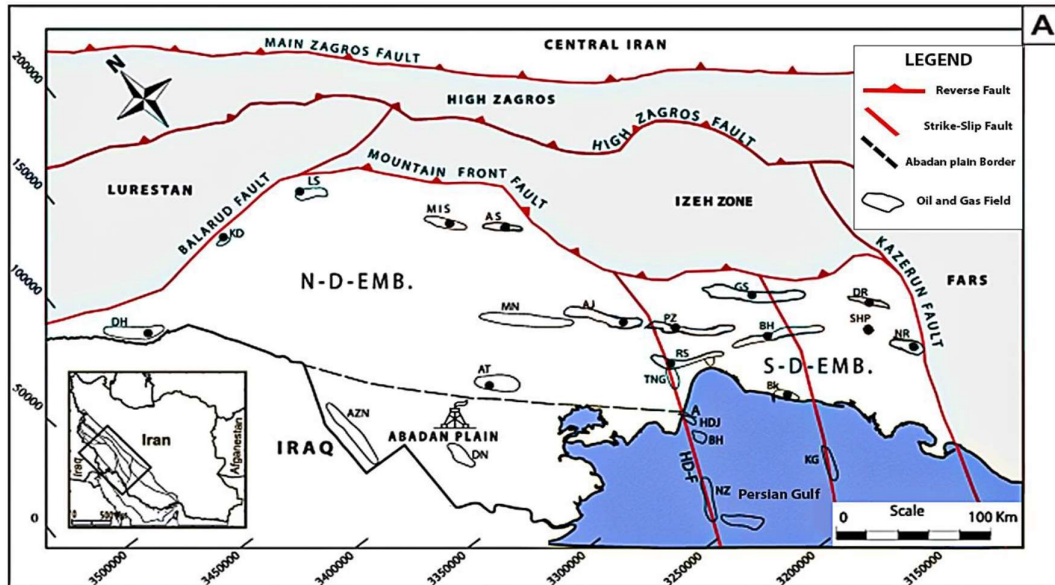 A
MAIN ZAGROS FAULT
CENTRAL IRAN
N
HIGH ZAGROS
HIGH ZAGROS FAULT
LEGEND
Reverse Fault
Strike-Slip Fault
Abadan plain Border
Oil and Gas Field
LURESTAN
BALARUD FAULT
MOUNTAIN FRONT FAULT
IZEH ZONE
KAZERUN FAULT
FARS
LS
KD
MIS
AS
N-D-EMB.
DH
MN
AJ
PZ
GS
BH
DR
SHP
NR
RS
TNG
AT
S-D-EMB.
Bk
AZN
IRAQ
ABADAN PLAIN
DN
A
HDJ
BH
HD-F
NZ
KG
Persian Gulf
Scale
0 100 Km
Iran
Iraq
Afganestan
200000
150000
100000
50000
0
3500000
3450000
3400000
3350000
3300000
3250000
3200000
3150000